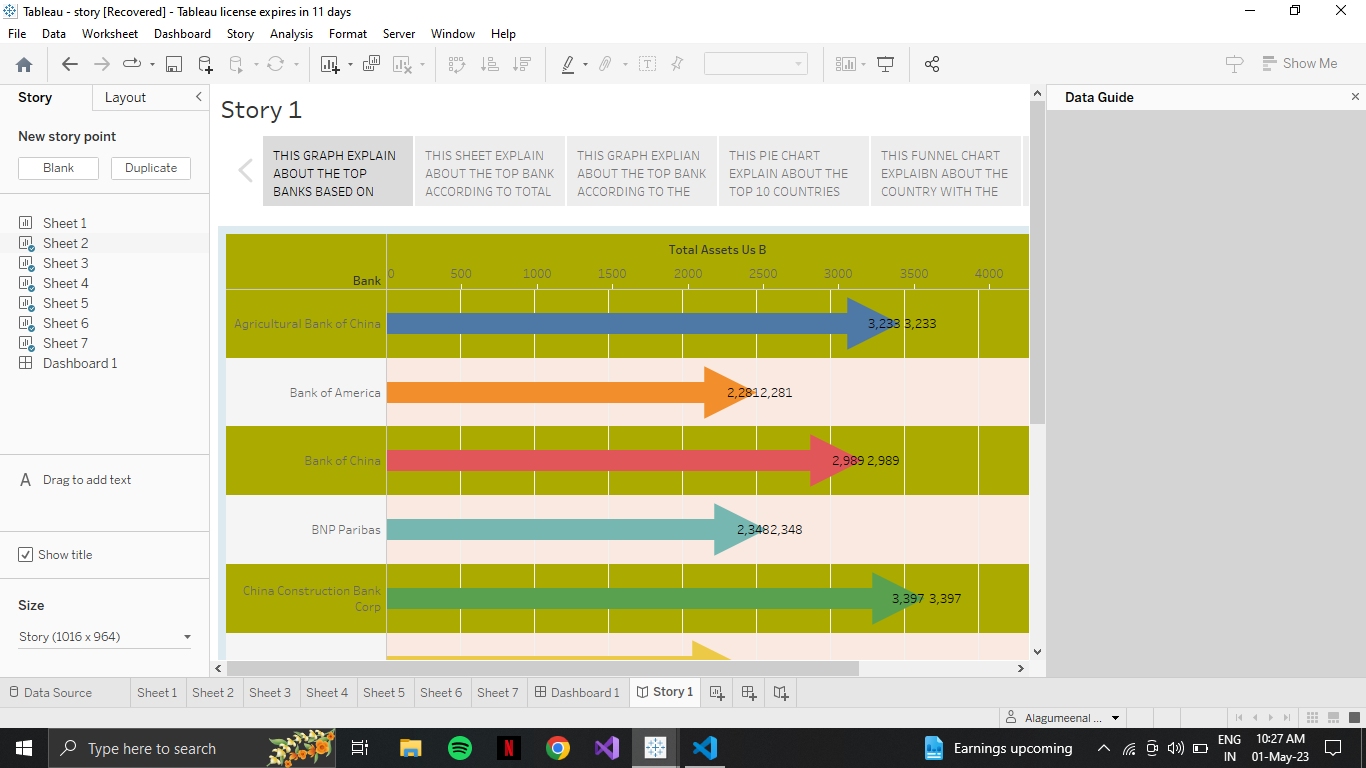 Tableau - story [Recovered] - Tableau license expires in 11 days
File Data Worksheet Dashboard Story Analysis Format Server Window Help
Show Me
Story Layout
New story point
Blank Duplicate
Sheet 1
Sheet 2
Sheet 3
Sheet 4
Sheet 5
Sheet 6
Sheet 7
Dashboard 1
A Drag to add text
Show title
Size
Story (1016 x 964)
Story 1
THIS GRAPH EXPLAIN
ABOUT THE TOP
BANKS BASED ON
THIS SHEET EXPLAIN
ABOUT THE TOP BANK
ACCORDING TO TOTAL
THIS GRAPH EXPLIAN
ABOUT THE TOP BANK
ACCORDING TO THE
THIS PIE CHART
EXPLAIN ABOUT THE
TOP 10 COUNTRIES
THIS FUNNEL CHART
EXPLAIBN ABOUT THE
COUNTRY WITH THE
Total Assets Us B
Bank 0 500 1000 1500 2000 2500 3000 3500 4000
Agricultural Bank of China 3,233 3,233
Bank of America 2,281 2,281
Bank of China 2,989 2,989
BNP Paribas 2,348 2,348
China Construction Bank
Corp 3,397 3,397
Data Guide
Data Source Sheet 1 Sheet 2 Sheet 3 Sheet 4 Sheet 5 Sheet 6 Sheet 7 Dashboard 1 Story 1
Alagumeenal ...
Type here to search
Earnings upcoming
ENG
IN
10:27 AM
01-May-23